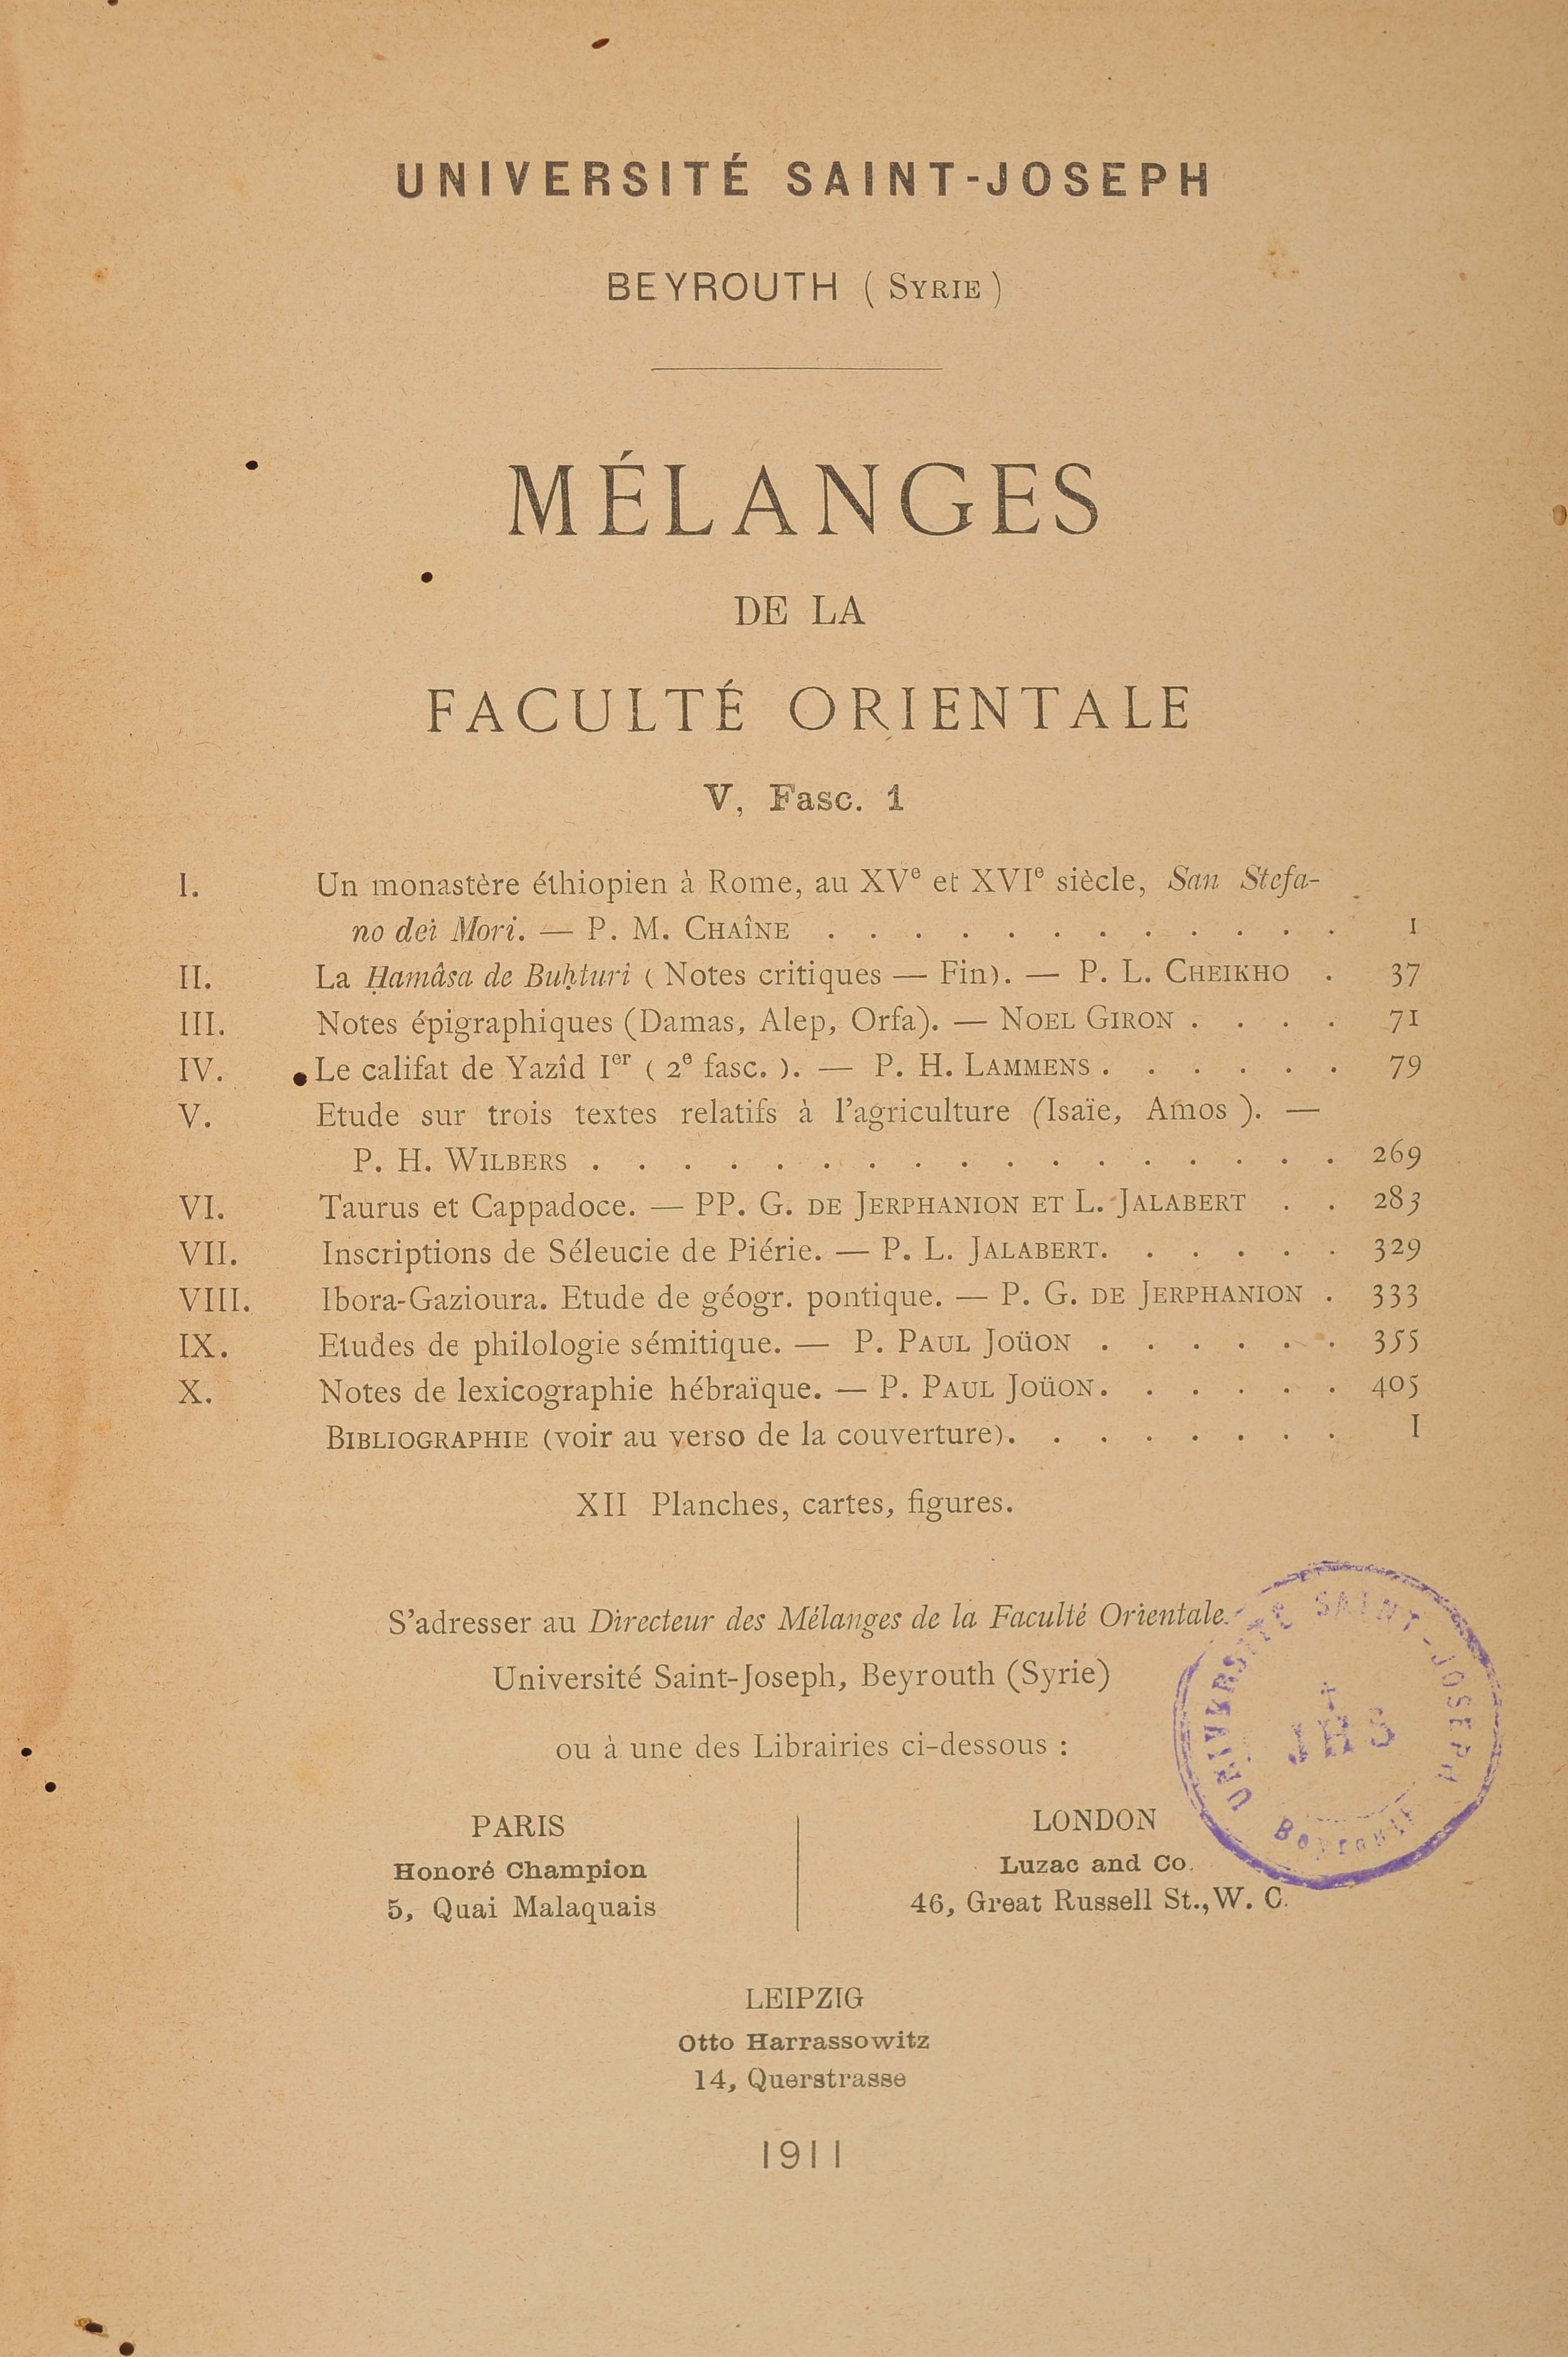 UNIVERSITÉ SAINT-JOSEPH
BEYROUTH (SYRIE)
MÉLANGES
DE LA
FACULTÉ ORIENTALE
V, Fasc. 1
I. Un monastère éthiopien à Rome, au XVe et XVIe siècle, San Stefa-
no dei Mori. — P. M. CHAÎNE . . . . . . . . . . . . 1
II. La Ḥamâsa de Buḥturî (Notes critiques — Fin). — P. L. CHEIKHO . 37
III. Notes épigraphiques (Damas, Alep, Orfa). — NOEL GIRON . . . . 71
IV. Le califat de Yazîd Ier (2e fasc.). — P. H. LAMMENS . . . . . . 79
V. Etude sur trois textes relatifs à l'agriculture (Isaïe, Amos). —
P. H. WILBERS . . . . . . . . . . . . . . . . . 269
VI. Taurus et Cappadoce. — PP. G. DE JERPHANION ET L. JALABERT . . 283
VII. Inscriptions de Séleucie de Piérie. — P. L. JALABERT. . . . . . 329
VIII. Ibora-Gazioura. Etude de géogr. pontique. — P. G. DE JERPHANION . 333
IX. Etudes de philologie sémitique. — P. PAUL JOÜON . . . . . . 355
X. Notes de lexicographie hébraïque. — P. PAUL JOÜON. . . . . . 405
BIBLIOGRAPHIE (voir au verso de la couverture). . . . . . . . I
XII Planches, cartes, figures.
S'adresser au Directeur des Mélanges de la Faculté Orientale.
Université Saint-Joseph, Beyrouth (Syrie)
ou à une des Librairies ci-dessous :
PARIS
Honoré Champion
5, Quai Malaquais
LONDON
Luzac and Co.
46, Great Russell St., W. C.
LEIPZIG
Otto Harrassowitz
14, Querstrasse
1911
UNIVERSITÉ SAINT-JOSEPH
JHS
Beyrouth